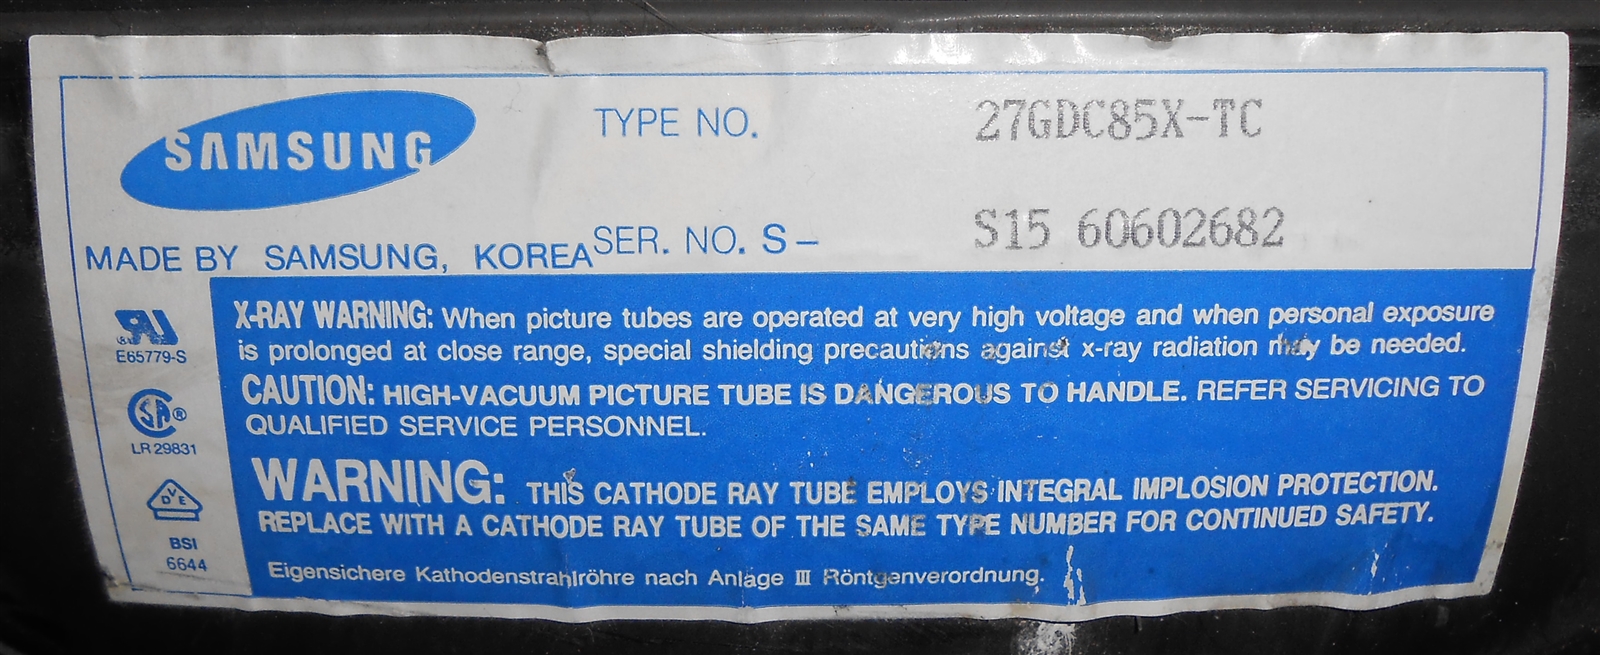 SAMSUNG
TYPE NO. 27GDC85X-TC
SER. NO. S- S15 60602682
MADE BY SAMSUNG, KOREA
E65779-S
SA®
LR 29831
DVE
BSI
6644
X-RAY WARNING: When picture tubes are operated at very high voltage and when personal exposure
is prolonged at close range, special shielding precautions against x-ray radiation may be needed.
CAUTION: HIGH-VACUUM PICTURE TUBE IS DANGEROUS TO HANDLE. REFER SERVICING TO
QUALIFIED SERVICE PERSONNEL.
WARNING: THIS CATHODE RAY TUBE EMPLOYS INTEGRAL IMPLOSION PROTECTION.
REPLACE WITH A CATHODE RAY TUBE OF THE SAME TYPE NUMBER FOR CONTINUED SAFETY.
Eigensichere Kathodenstrahlröhre nach Anlage III Röntgenverordnung.